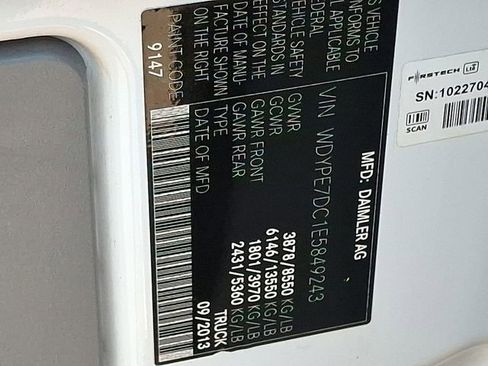 MFD: DAIMLER AG
VIN WDYPE7DC1E5849243
GVWR 3878/8550 KG/LB
GCWR 6146/13550 KG/LB
GAWR FRONT 1801/3970 KG/LB
GAWR REAR 2431/5360 KG/LB
TRUCK
DATE OF MFD 09/2013
S VEHICLE
NFORMS TO
L APPLICABLE
EDERAL
VEHICLE SAFETY
EFFECT ON THE
DATE OF MANU-
FACTURE SHOWN
ON THE RIGHT
PAINT CODE
9147
FIRSTECH
SN:1022704
SCAN